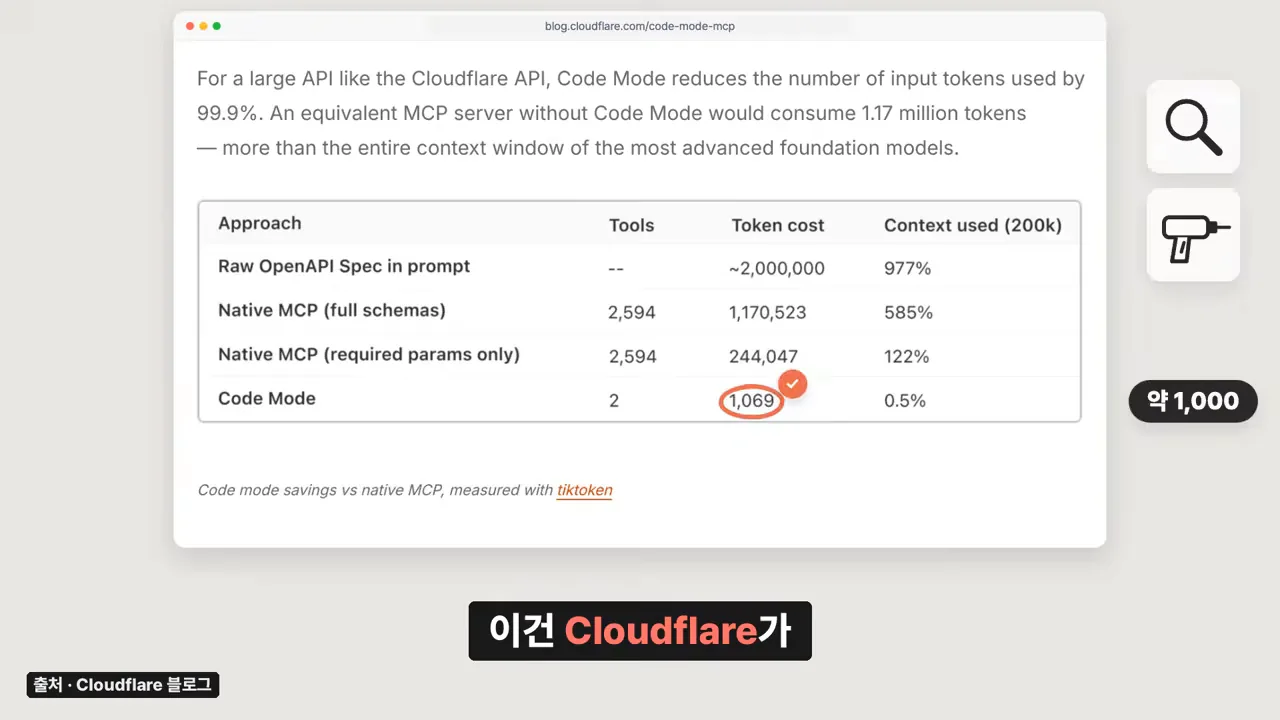 blog.cloudflare.com/code-mode-mcp
For a large API like the Cloudflare API, Code Mode reduces the number of input tokens used by
99.9%. An equivalent MCP server without Code Mode would consume 1.17 million tokens
— more than the entire context window of the most advanced foundation models.
Approach Tools Token cost Context used (200k)
Raw OpenAPI Spec in prompt -- ~2,000,000 977%
Native MCP (full schemas) 2,594 1,170,523 585%
Native MCP (required params only) 2,594 244,047 122%
Code Mode 2 1,069 0.5%
약 1,000
Code mode savings vs native MCP, measured with tiktoken
이건 Cloudflare가
출처 · Cloudflare 블로그